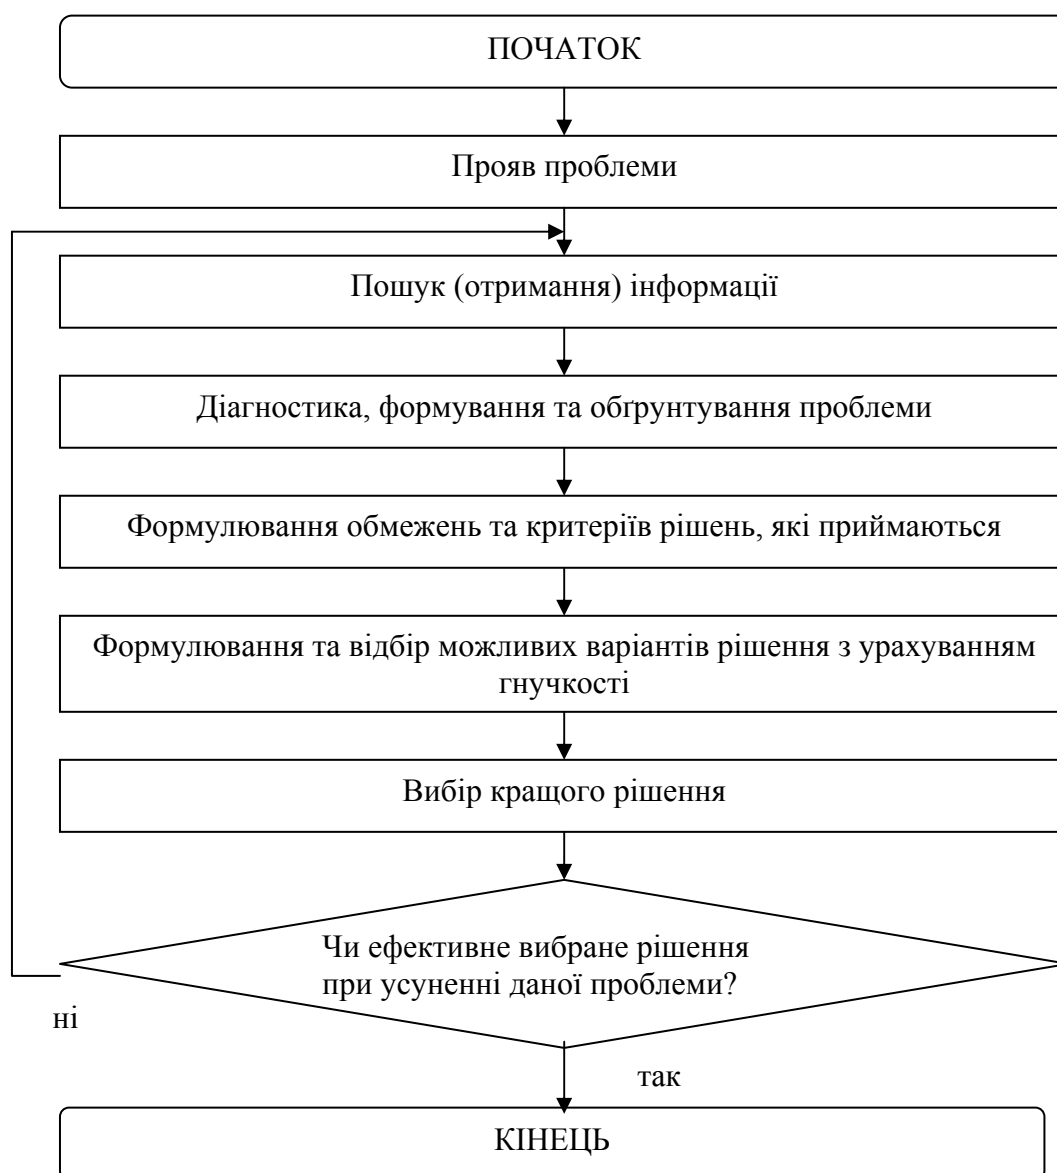 ПОЧАТОК
Прояв проблеми
Пошук (отримання) інформації
Діагностика, формування та обґрунтування проблеми
Формулювання обмежень та критеріїв рішень, які приймаються
Формулювання та відбір можливих варіантів рішення з урахуванням
гнучкості
Вибір кращого рішення
Чи ефективне вибране рішення
при усуненні даної проблеми?
ні
так
КІНЕЦЬ